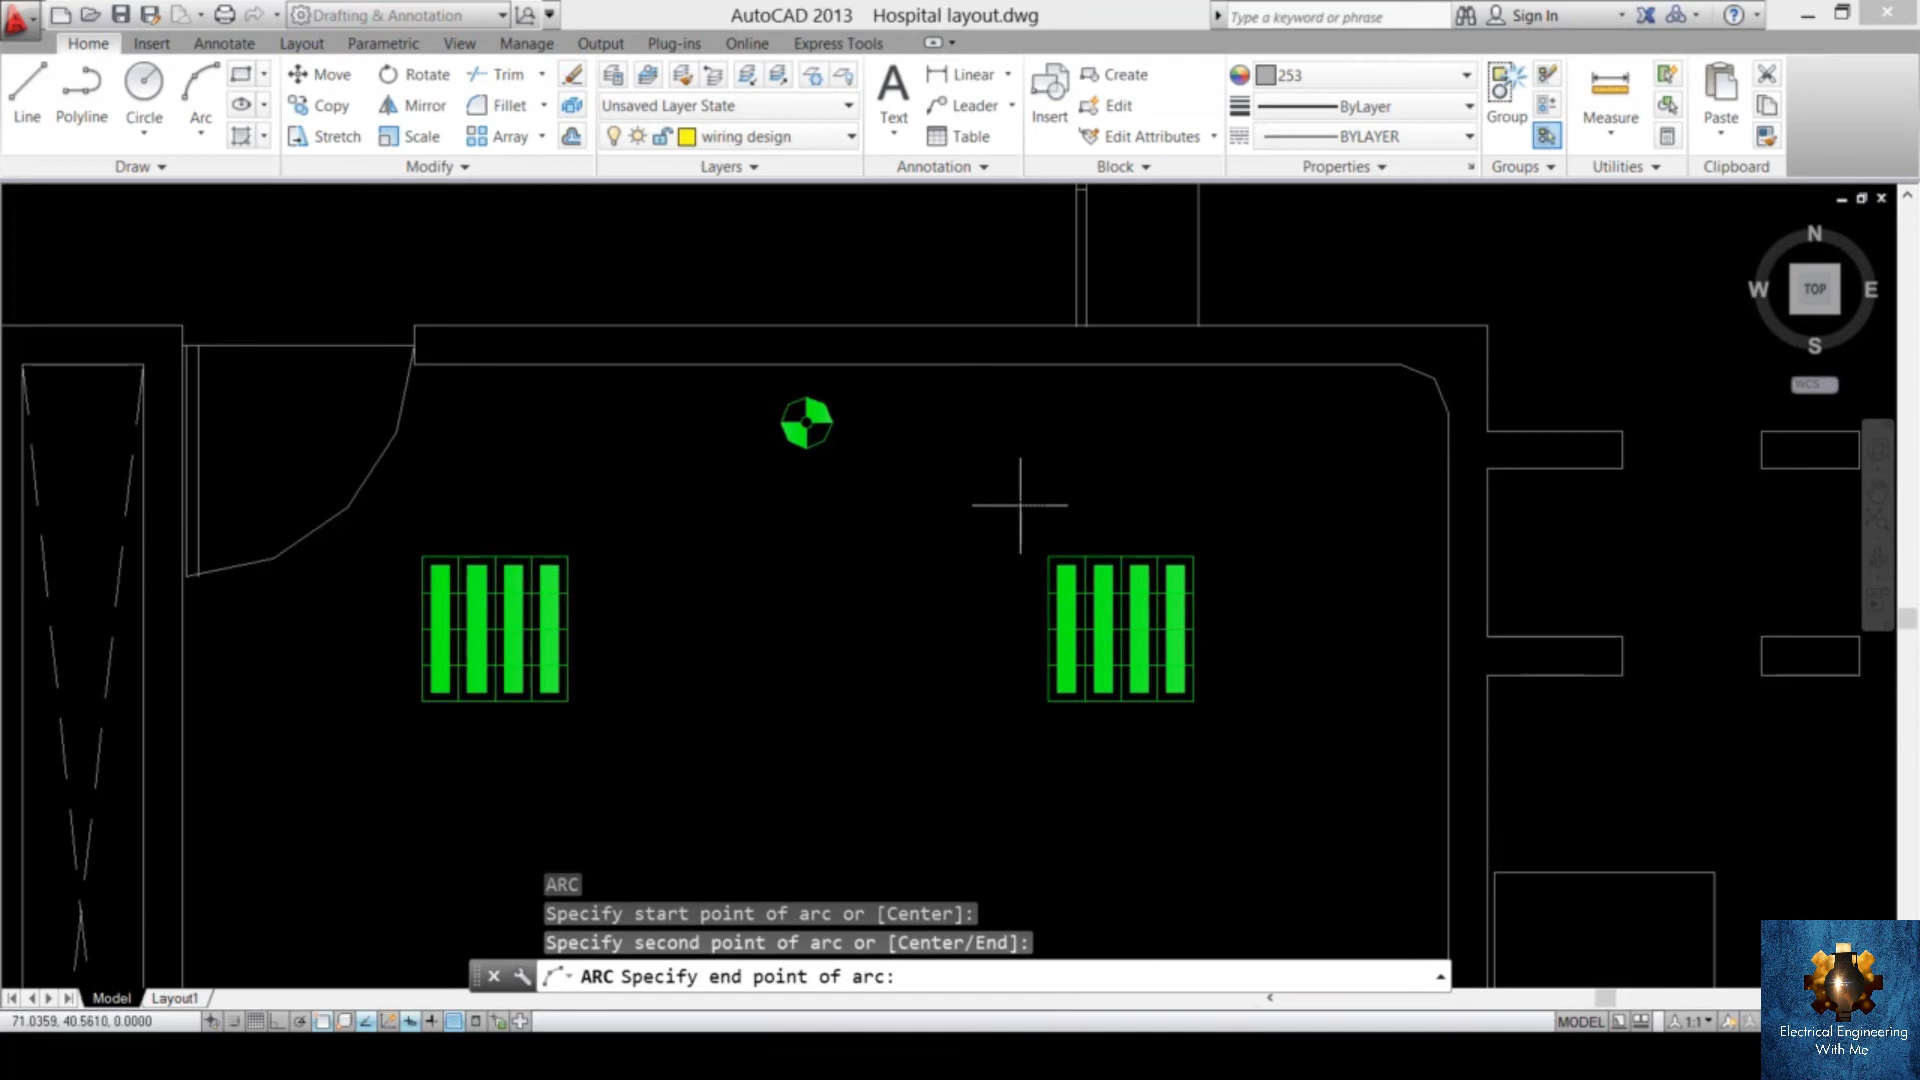 Drafting & Annotation
AutoCAD 2013 Hospital layout.dwg
Type a keyword or phrase
Sign In
Home Insert Annotate Layout Parametric View Manage Output Plug-ins Online Express Tools
Line Polyline Circle Arc
Move Rotate Trim
Copy Mirror Fillet
Stretch Scale Array
Unsaved Layer State
wiring design
Text
Linear
Leader
Table
Insert
Create
Edit
Edit Attributes
253
ByLayer
BYLAYER
Group
Measure
Paste
Draw Modify Layers Annotation Block Properties Groups Utilities Clipboard
N
W TOP E
S
WCS
ARC
Specify start point of arc or [Center]:
Specify second point of arc or [Center/End]:
ARC Specify end point of arc:
Model Layout1
71.0359, 40.5610, 0.0000
MODEL
1:1
Electrical Engineering
With Me